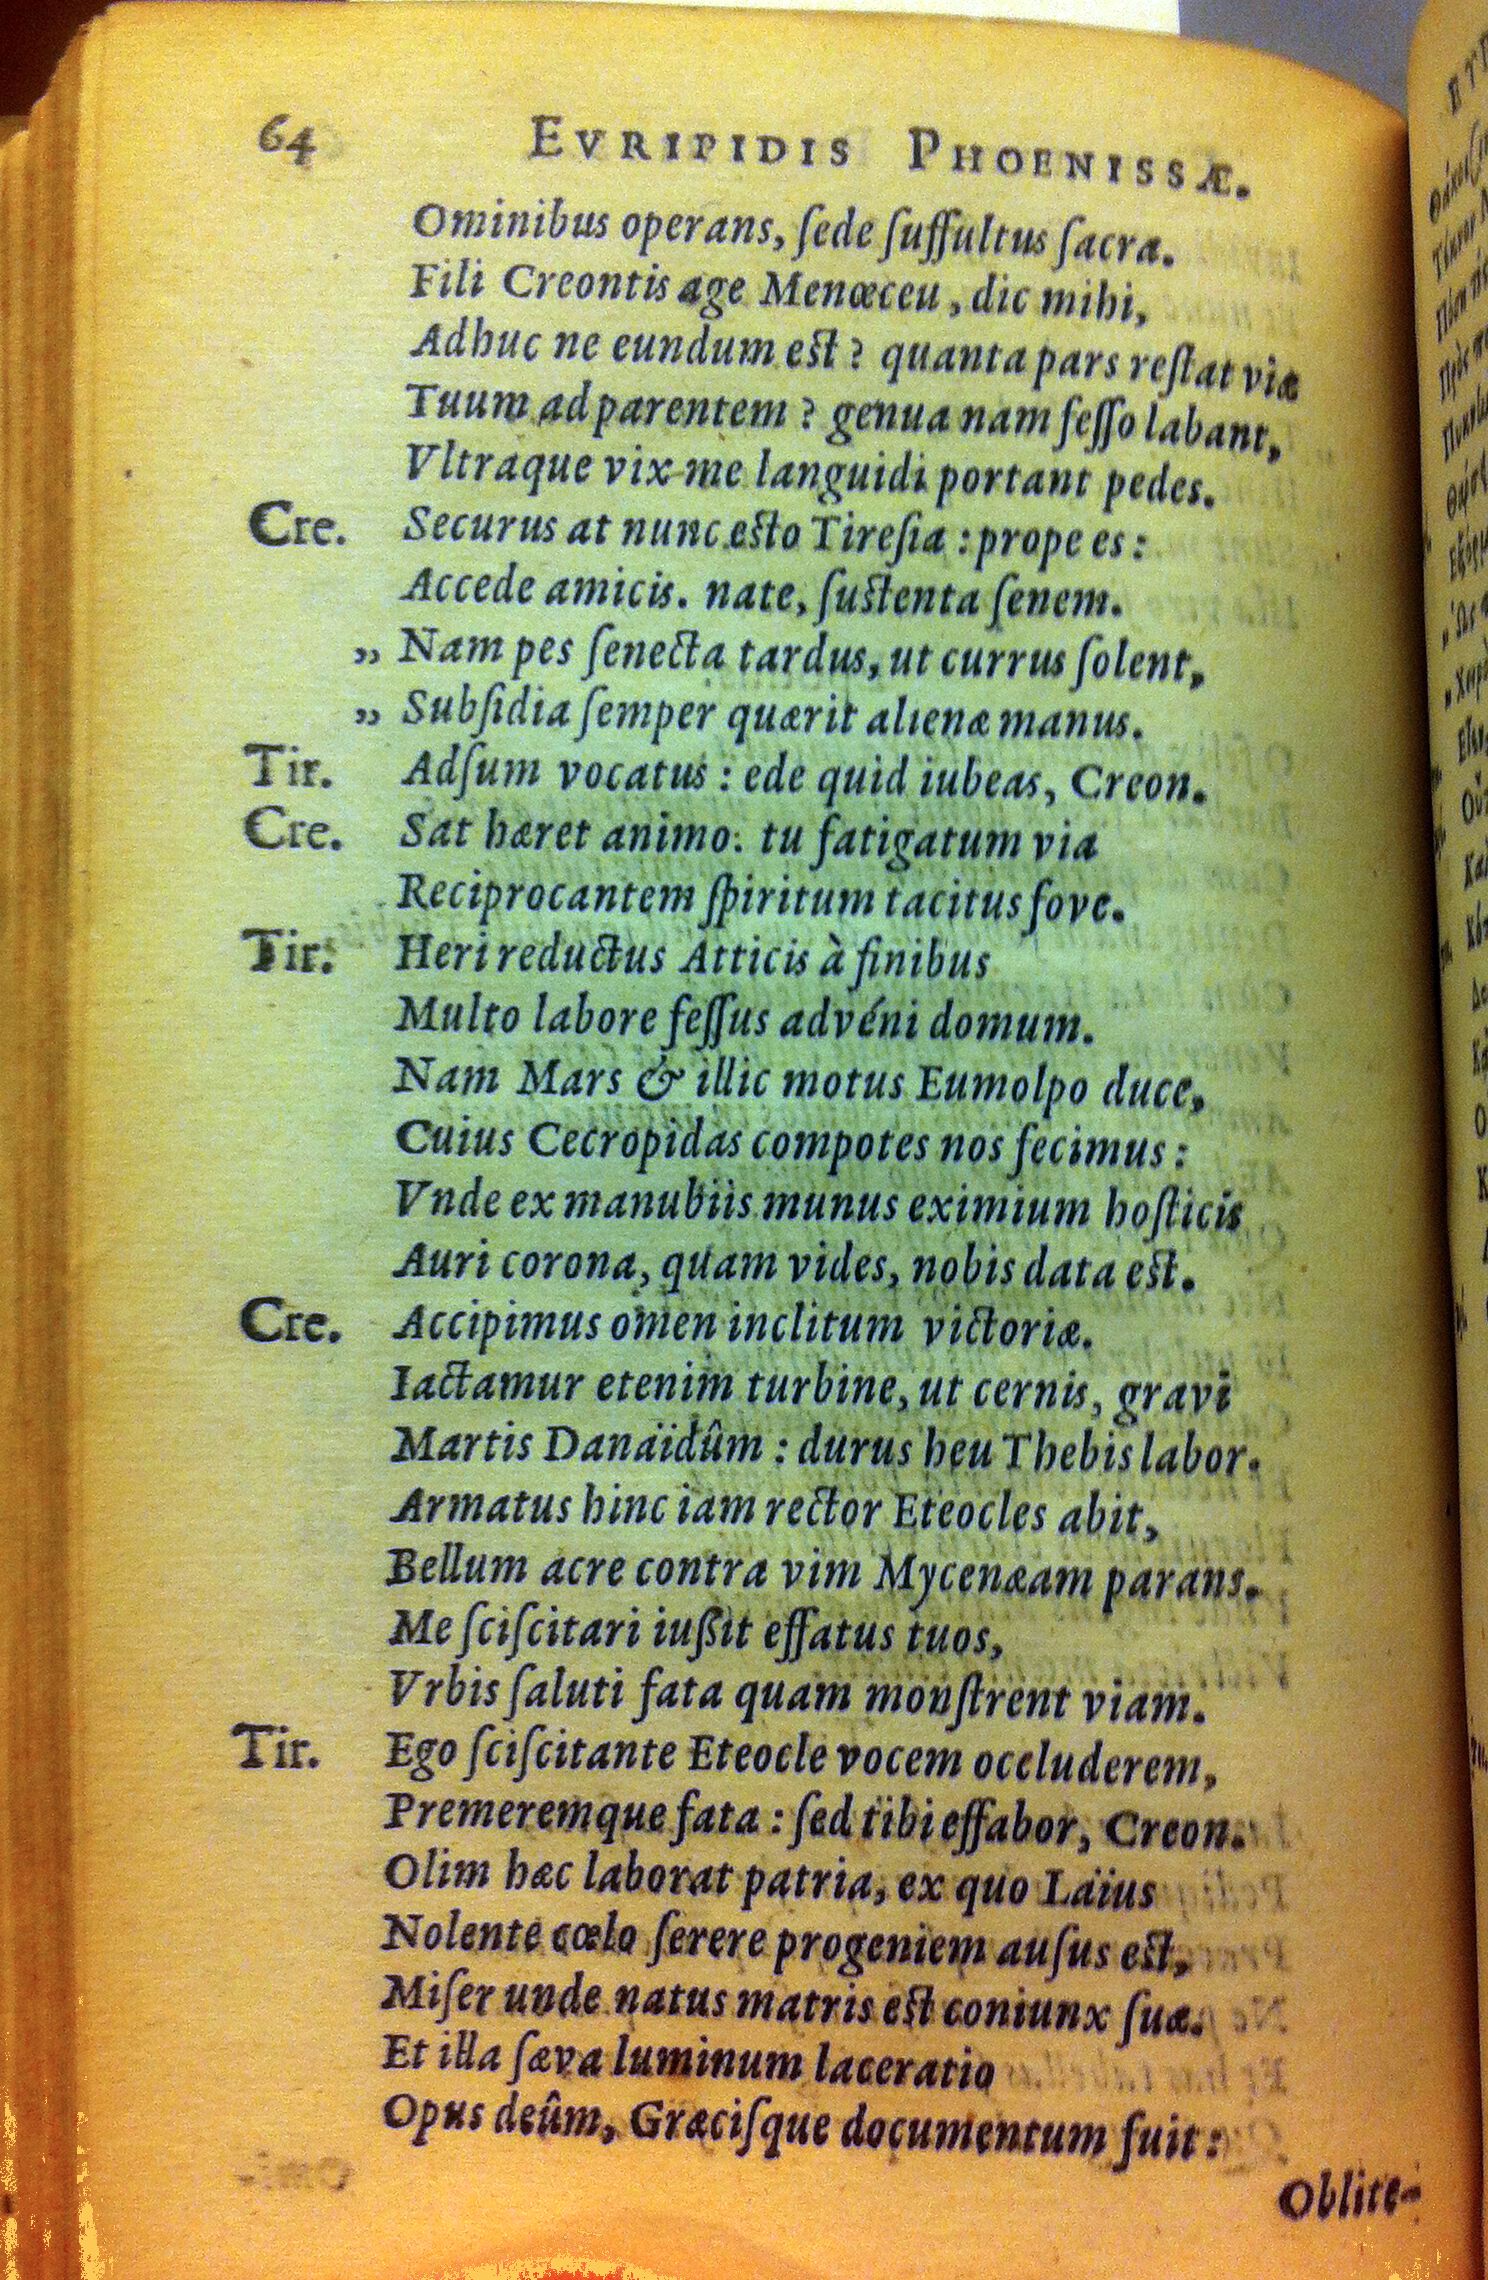 64 EVRIPIDIS PHOENISSÆ.
Ominibus operans, ſede ſuffultus ſacra.
Fili Creontis age Menœceu, dic mihi,
Adhuc ne eundum est? quanta pars reſtat viæ
Tuum ad parentem? genua nam feſſo labant,
Vltraque vix me languidi portant pedes.
Cre. Securus at nunc esto Tireſia: prope es:
Accede amicis. nate, ſustenta ſenem.
„ Nam pes ſenecta tardus, ut currus ſolent,
„ Subſidia ſemper quærit alienæ manus.
Tir. Adſum vocatus: ede quid iubeas, Creon.
Cre. Sat hæret animo: tu fatigatum via
Reciprocantem ſpiritum tacitus fove.
Tir. Heri reductus Atticis à finibus
Multo labore feſſus advéni domum.
Nam Mars & illic motus Eumolpo duce,
Cuius Cecropidas compotes nos fecimus:
Vnde ex manubiis munus eximium hoſticis
Auri corona, quam vides, nobis data est.
Cre. Accipimus omen inclitum victoriæ.
Iactamur etenim turbine, ut cernis, gravi
Martis Danaïdûm: durus heu Thebis labor.
Armatus hinc iam rector Eteocles abit,
Bellum acre contra vim Mycenæam parans.
Me ſciſcitari iußit effatus tuos,
Vrbis ſaluti fata quam monſtrent viam.
Tir. Ego ſciſcitante Eteocle vocem occluderem,
Premeremque fata: ſed tibi effabor, Creon.
Olim hæc laborat patria, ex quo Laïus
Nolente cœlo ſerere progeniem auſus est,
Miſer unde natus matris est coniunx ſuæ.
Et illa ſæva luminum laceratio
Opus deûm, Græciſque documentum fuit:
Oblite-